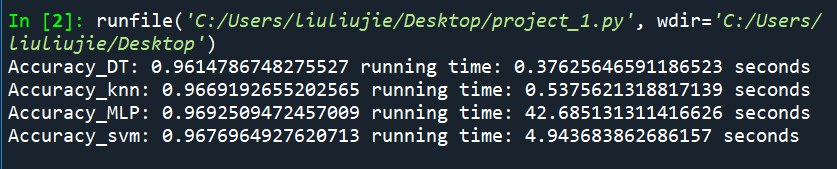 In [2]: runfile('C:/Users/liuliujie/Desktop/project_1.py', wdir='C:/Users/
liuliujie/Desktop')
Accuracy_DT: 0.9614786748275527 running time: 0.37625646591186523 seconds
Accuracy_knn: 0.9669192655202565 running time: 0.5375621318817139 seconds
Accuracy_MLP: 0.9692509472457009 running time: 42.685131311416626 seconds
Accuracy_svm: 0.9676964927620713 running time: 4.943683862686157 seconds